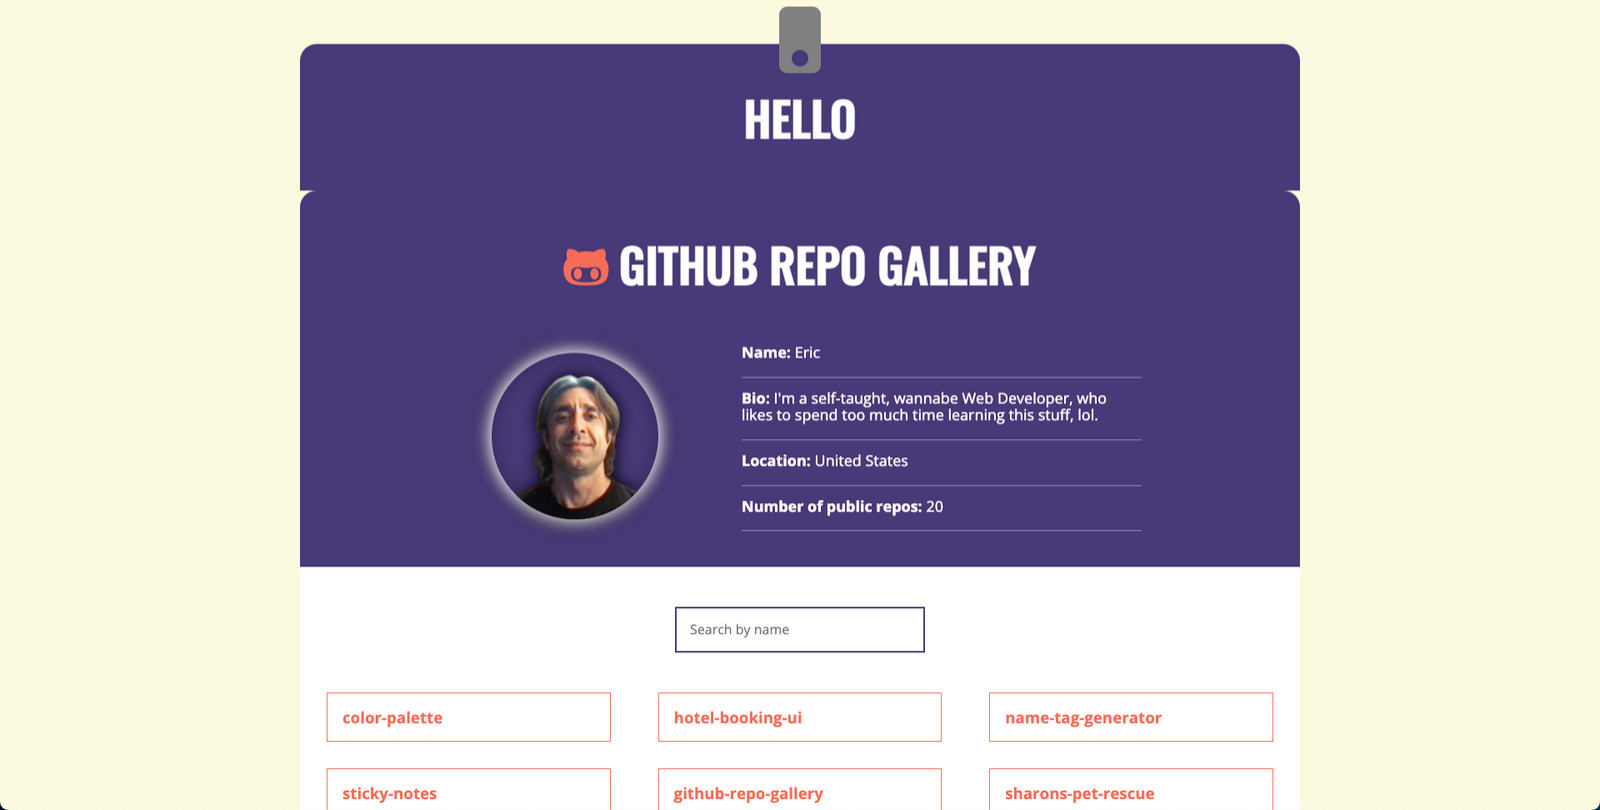 HELLO
GITHUB REPO GALLERY
Name: Eric
Bio: I'm a self-taught, wannabe Web Developer, who
likes to spend too much time learning this stuff, lol.
Location: United States
Number of public repos: 20
Search by name
color-palette
hotel-booking-ui
name-tag-generator
sticky-notes
github-repo-gallery
sharons-pet-rescue